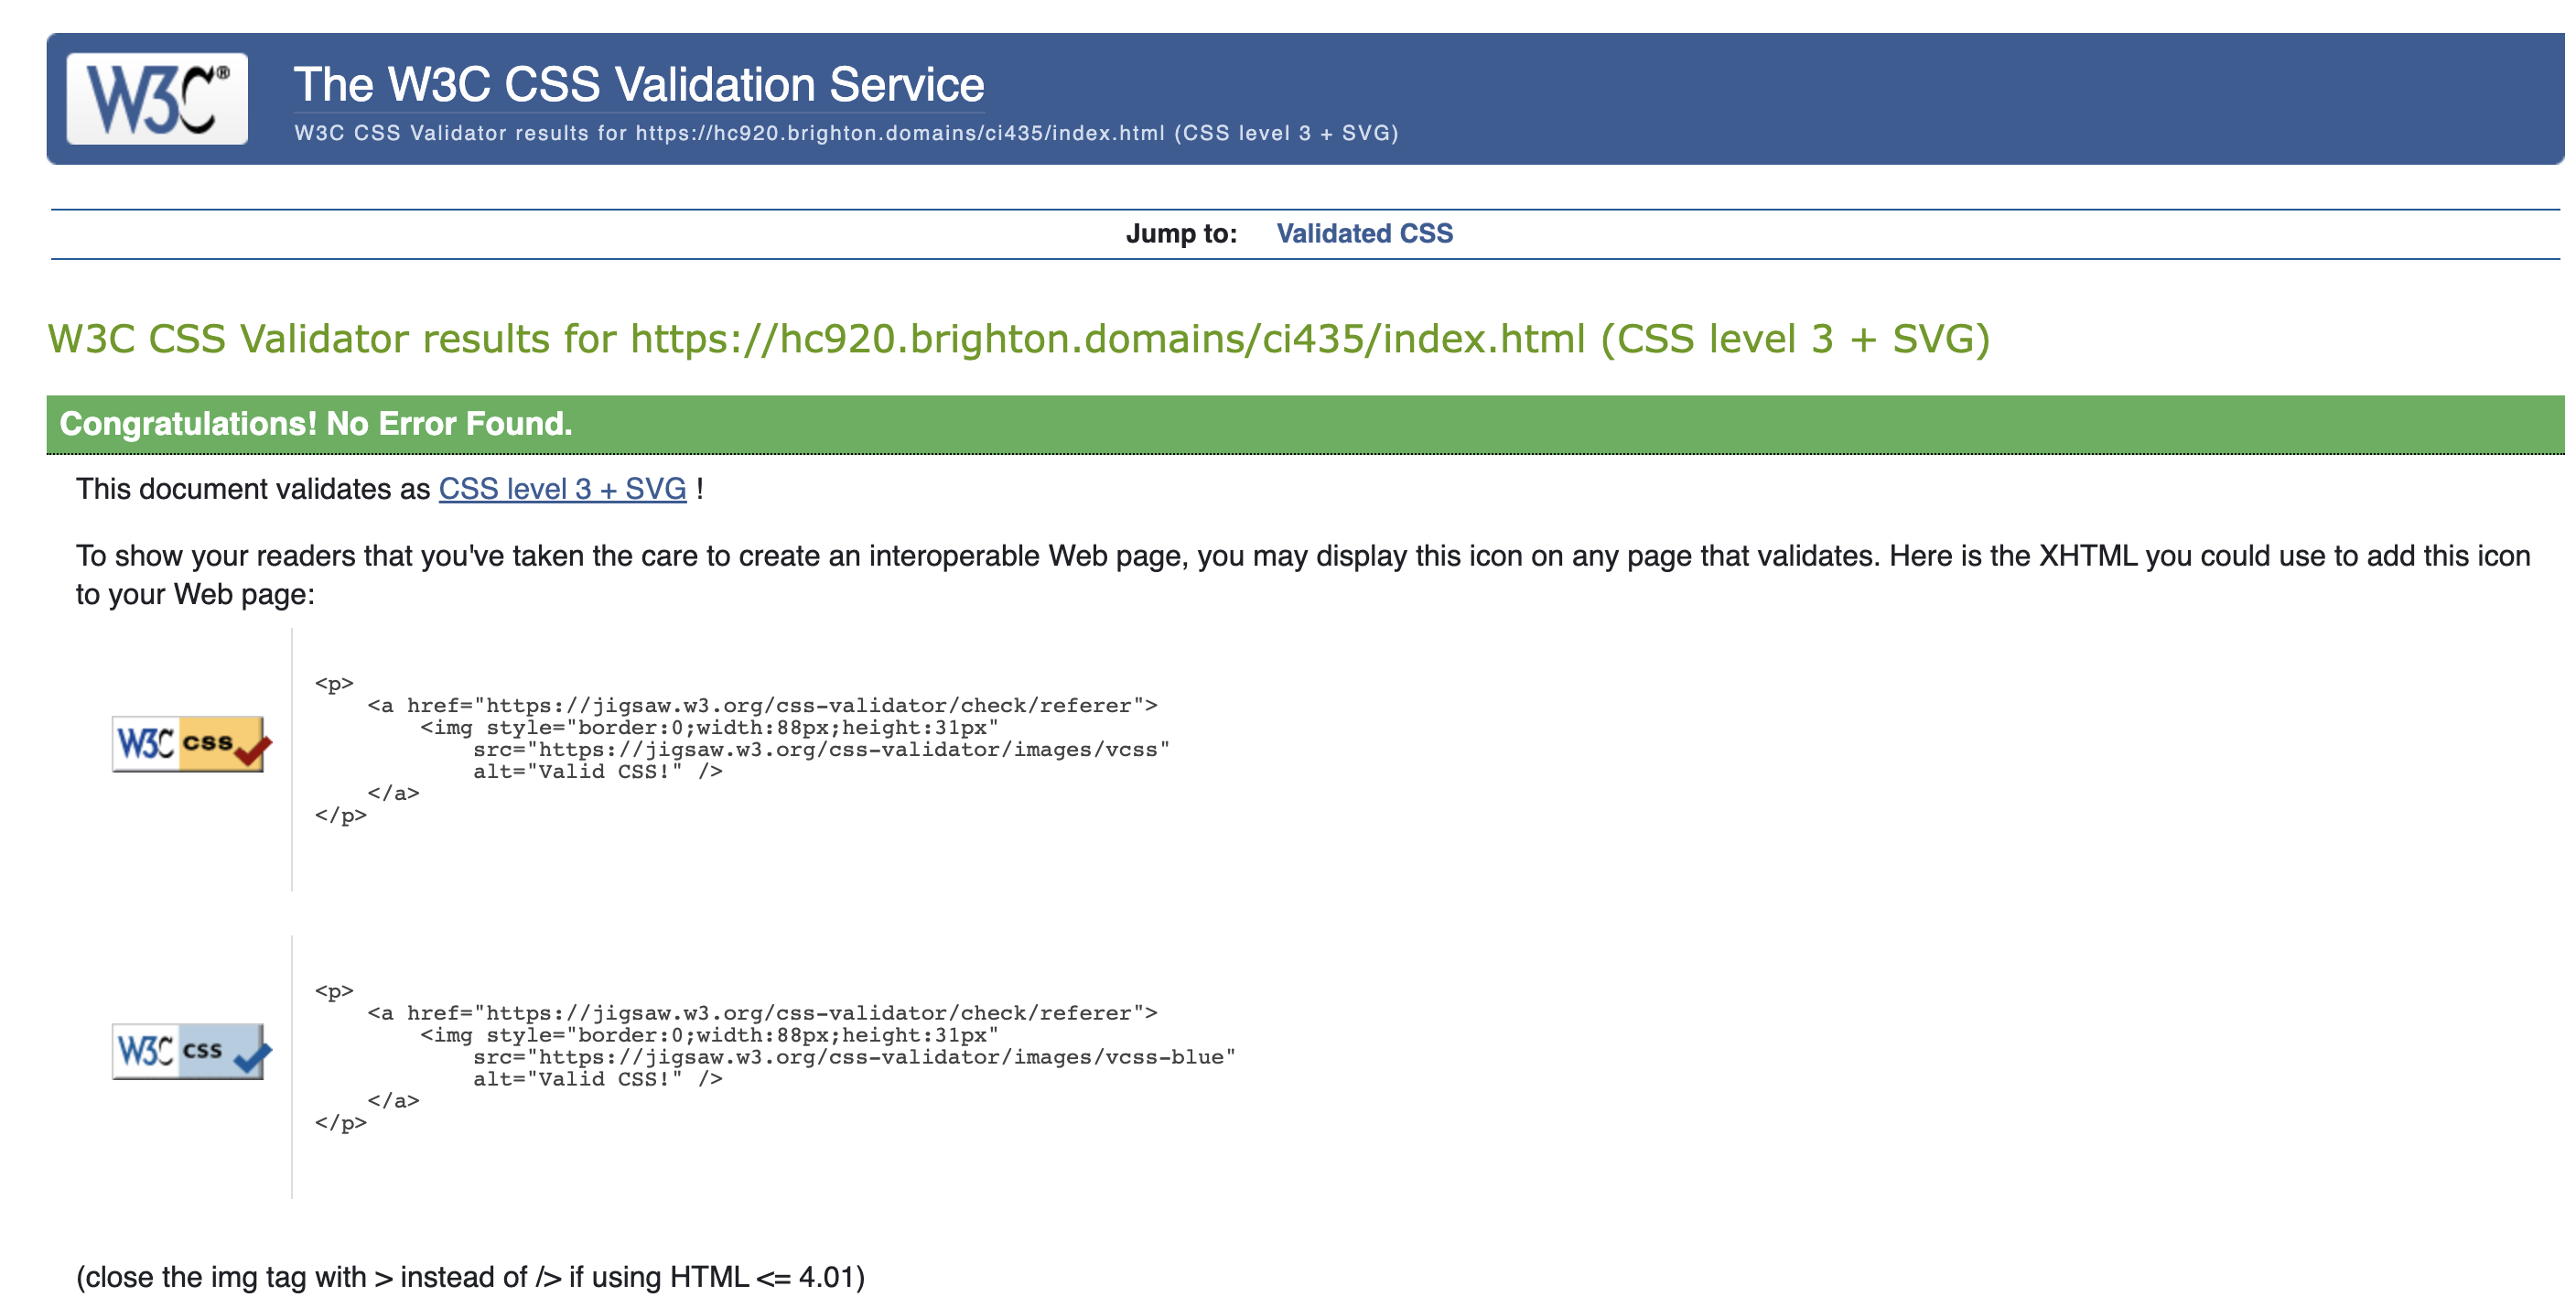 W3C®
The W3C CSS Validation Service
W3C CSS Validator results for https://hc920.brighton.domains/ci435/index.html (CSS level 3 + SVG)
Jump to: Validated CSS
W3C CSS Validator results for https://hc920.brighton.domains/ci435/index.html (CSS level 3 + SVG)
Congratulations! No Error Found.
This document validates as CSS level 3 + SVG !
To show your readers that you've taken the care to create an interoperable Web page, you may display this icon on any page that validates. Here is the XHTML you could use to add this icon
to your Web page:
W3C css
<p>
    <a href="https://jigsaw.w3.org/css-validator/check/referer">
        <img style="border:0;width:88px;height:31px"
            src="https://jigsaw.w3.org/css-validator/images/vcss"
            alt="Valid CSS!" />
    </a>
</p>
W3C css
<p>
    <a href="https://jigsaw.w3.org/css-validator/check/referer">
        <img style="border:0;width:88px;height:31px"
            src="https://jigsaw.w3.org/css-validator/images/vcss-blue"
            alt="Valid CSS!" />
    </a>
</p>
(close the img tag with > instead of /> if using HTML <= 4.01)